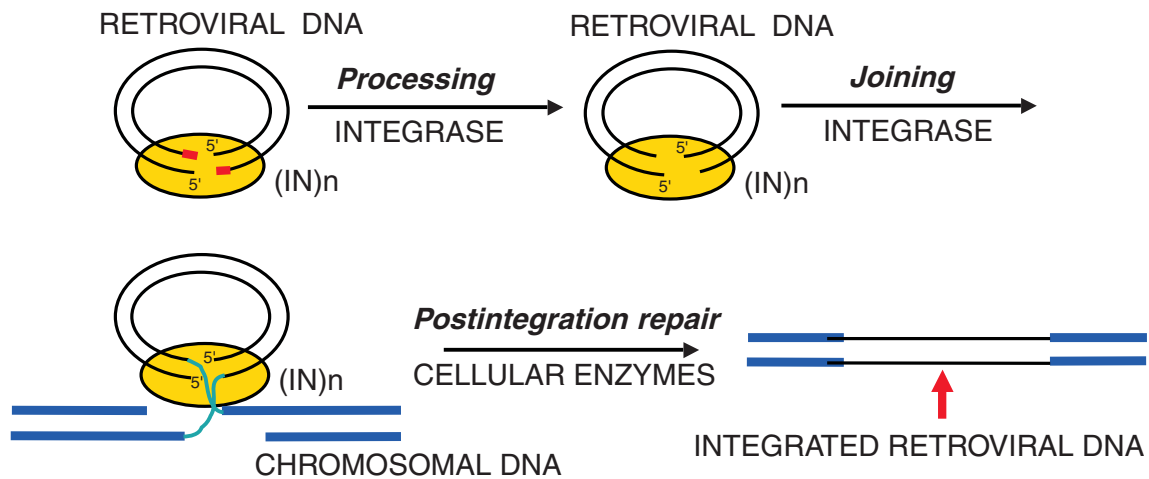 RETROVIRAL DNA
Processing
INTEGRASE
5'
5'
(IN)n
RETROVIRAL DNA
Joining
INTEGRASE
5'
5'
(IN)n
5'
5'
(IN)n
CHROMOSOMAL DNA
Postintegration repair
CELLULAR ENZYMES
INTEGRATED RETROVIRAL DNA